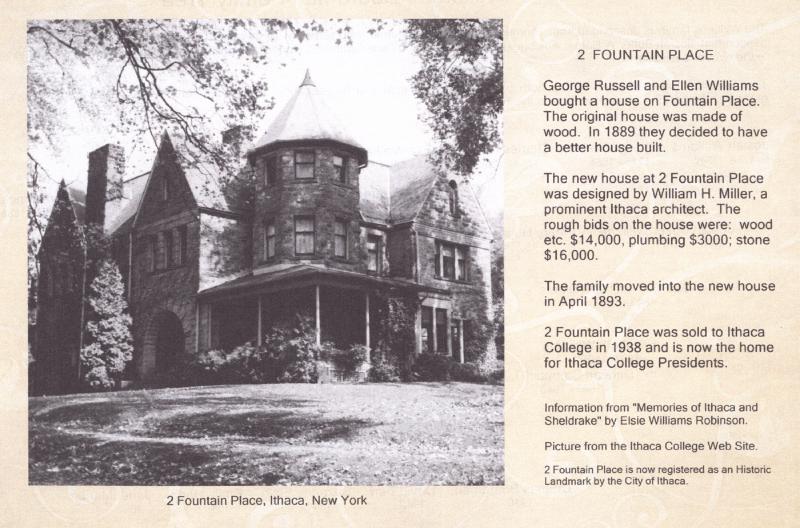 2 FOUNTAIN PLACE
George Russell and Ellen Williams
bought a house on Fountain Place.
The original house was made of
wood. In 1889 they decided to have
a better house built.
The new house at 2 Fountain Place
was designed by William H. Miller, a
prominent Ithaca architect. The
rough bids on the house were: wood
etc. $14,000, plumbing $3000; stone
$16,000.
The family moved into the new house
in April 1893.
2 Fountain Place was sold to Ithaca
College in 1938 and is now the home
for Ithaca College Presidents.
Information from "Memories of Ithaca and
Sheldrake" by Elsie Williams Robinson.
Picture from the Ithaca College Web Site.
2 Fountain Place is now registered as an Historic
Landmark by the City of Ithaca.
2 Fountain Place, Ithaca, New York